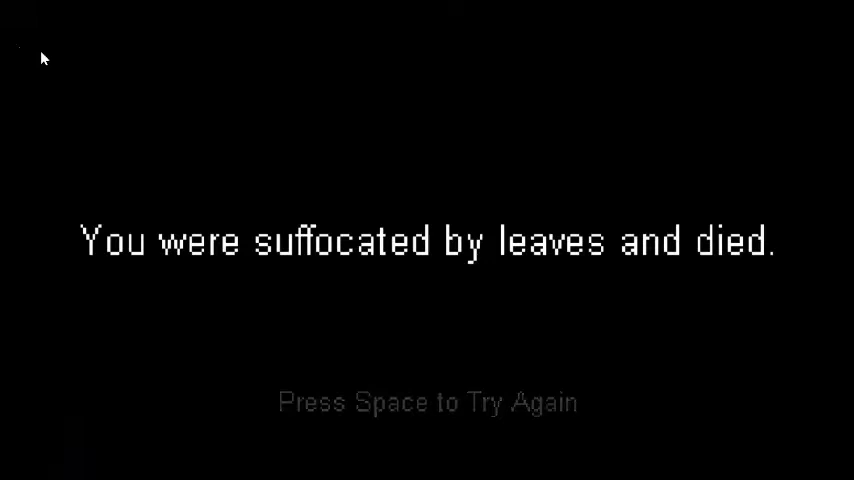 You were suffocated by leaves and died.
Press Space to Try Again